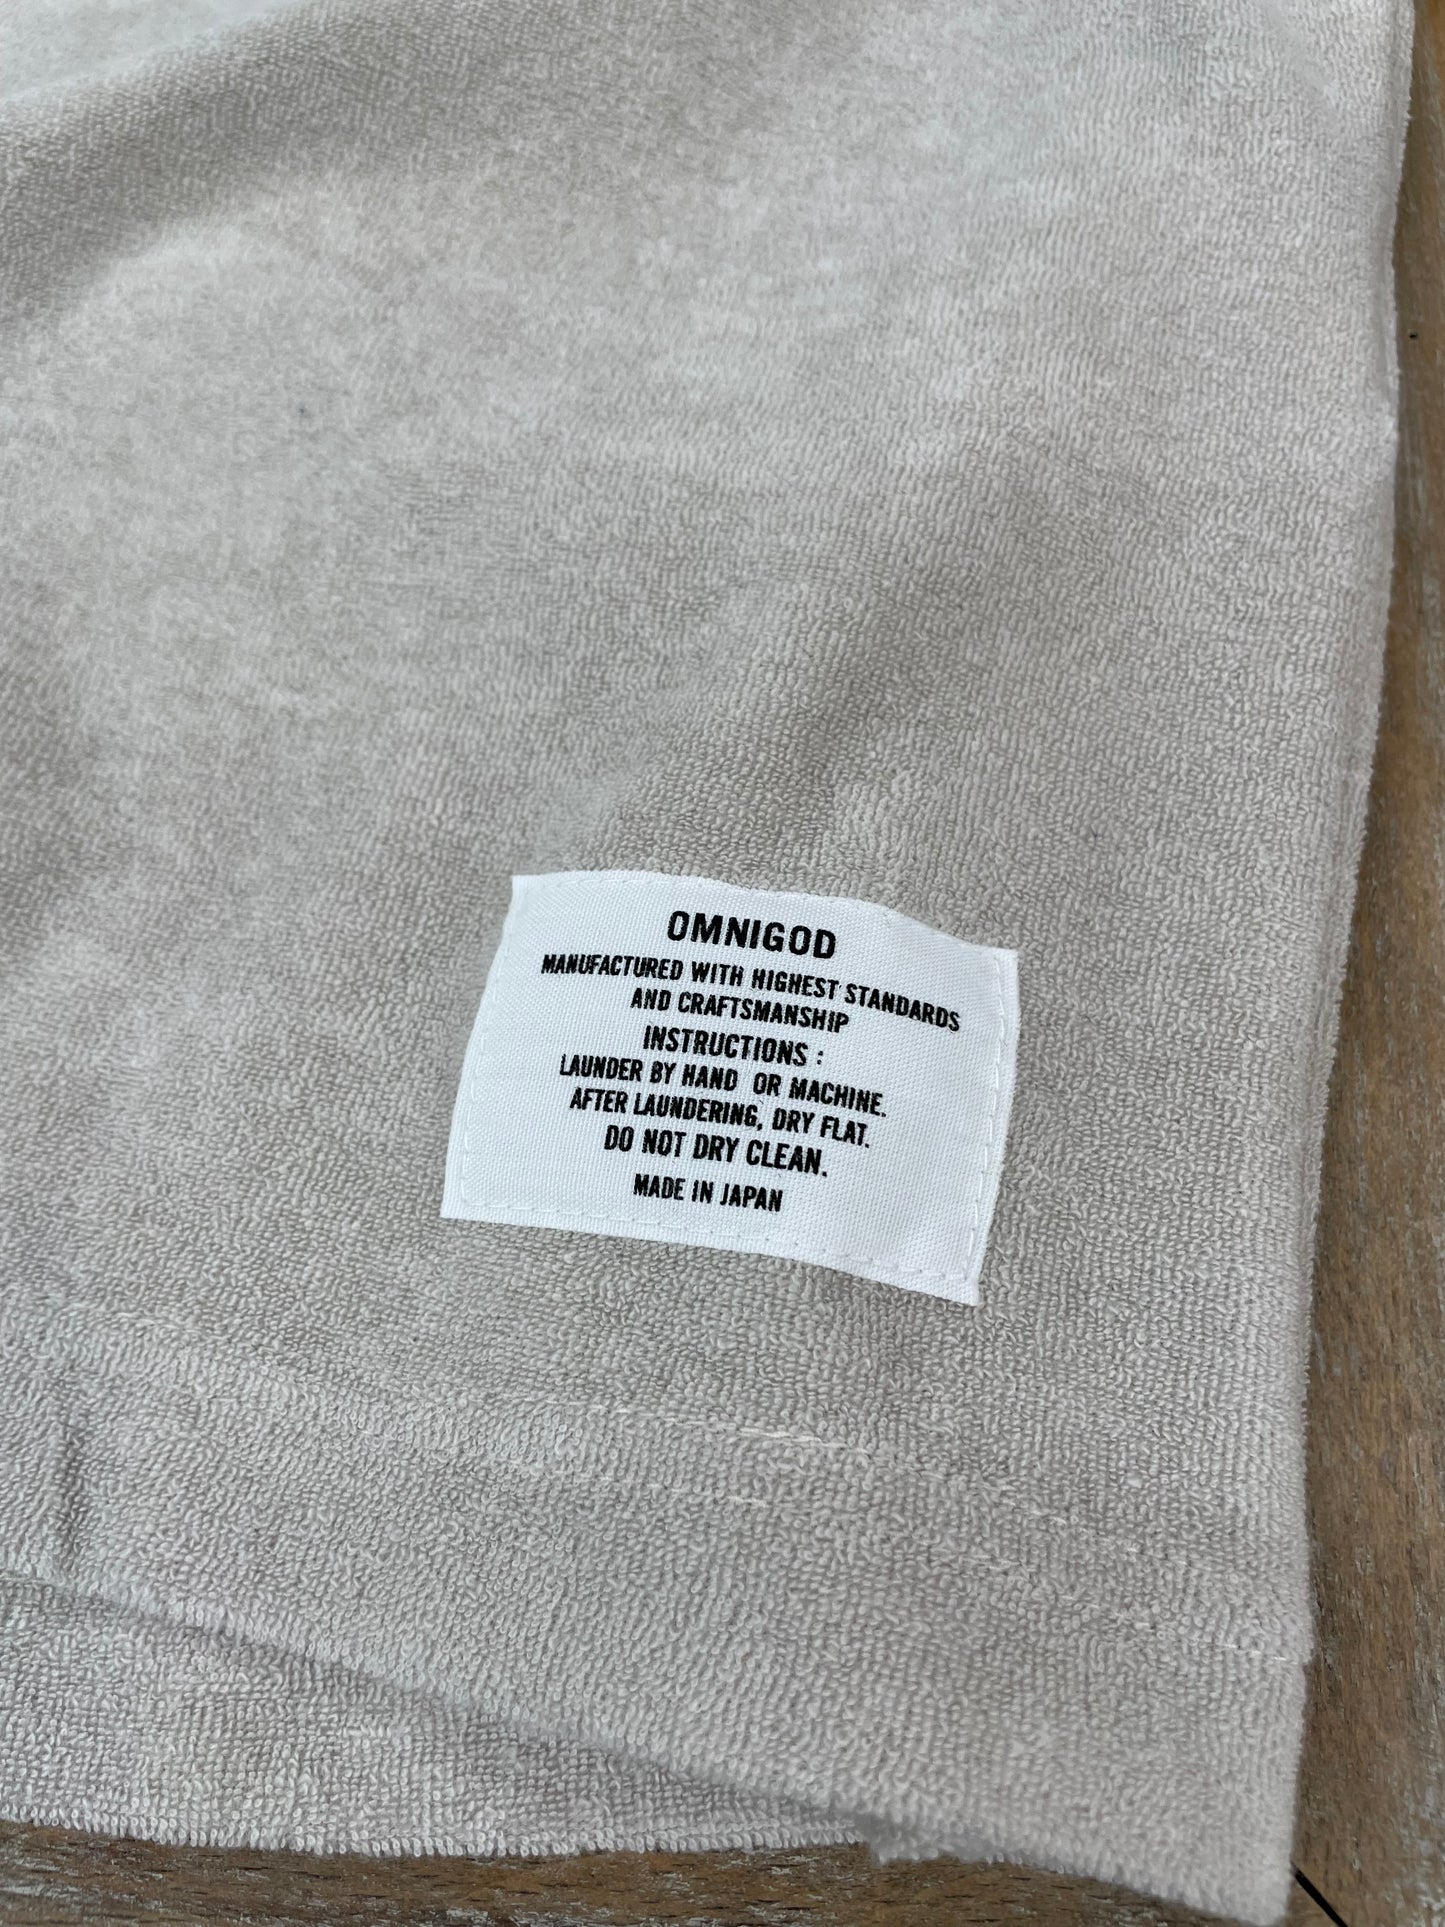 OMNIGOD
MANUFACTURED WITH HIGHEST STANDARDS
AND CRAFTSMANSHIP
INSTRUCTIONS :
LAUNDER BY HAND OR MACHINE.
AFTER LAUNDERING, DRY FLAT.
DO NOT DRY CLEAN.
MADE IN JAPAN